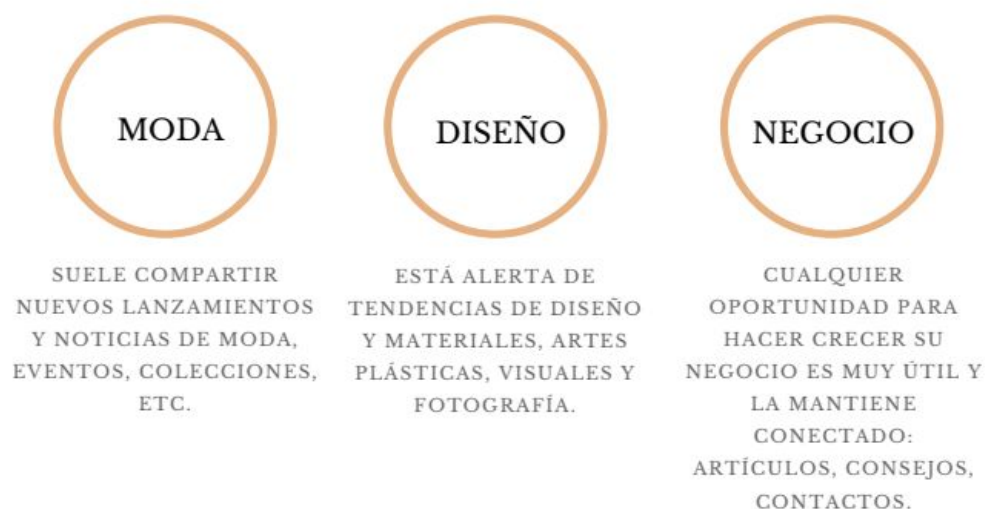 MODA
SUELE COMPARTIR
NUEVOS LANZAMIENTOS
Y NOTICIAS DE MODA,
EVENTOS, COLECCIONES,
ETC.
DISEÑO
ESTÁ ALERTA DE
TENDENCIAS DE DISEÑO
Y MATERIALES, ARTES
PLÁSTICAS, VISUALES Y
FOTOGRAFÍA.
NEGOCIO
CUALQUIER
OPORTUNIDAD PARA
HACER CRECER SU
NEGOCIO ES MUY ÚTIL Y
LA MANTIENE
CONECTADO:
ARTÍCULOS, CONSEJOS,
CONTACTOS.